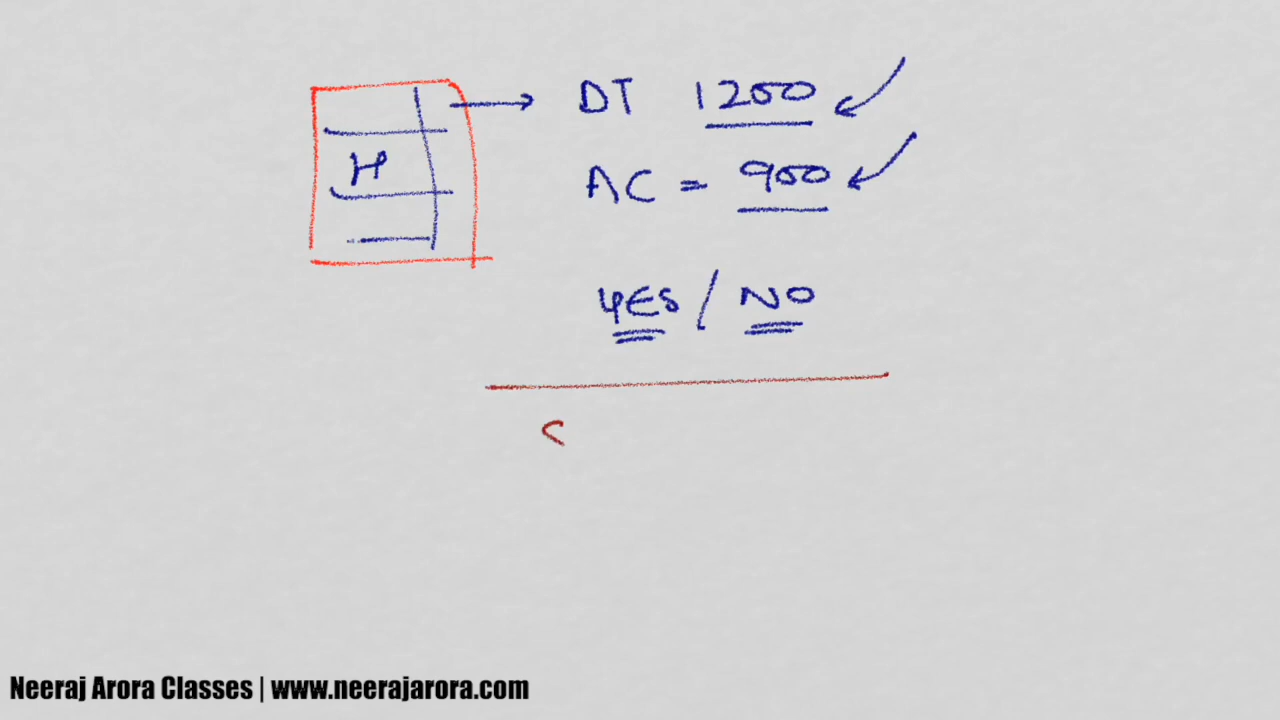 DT 1200
AC = 900
H
YES / NO
Neeraj Arora Classes | www.neerajarora.com